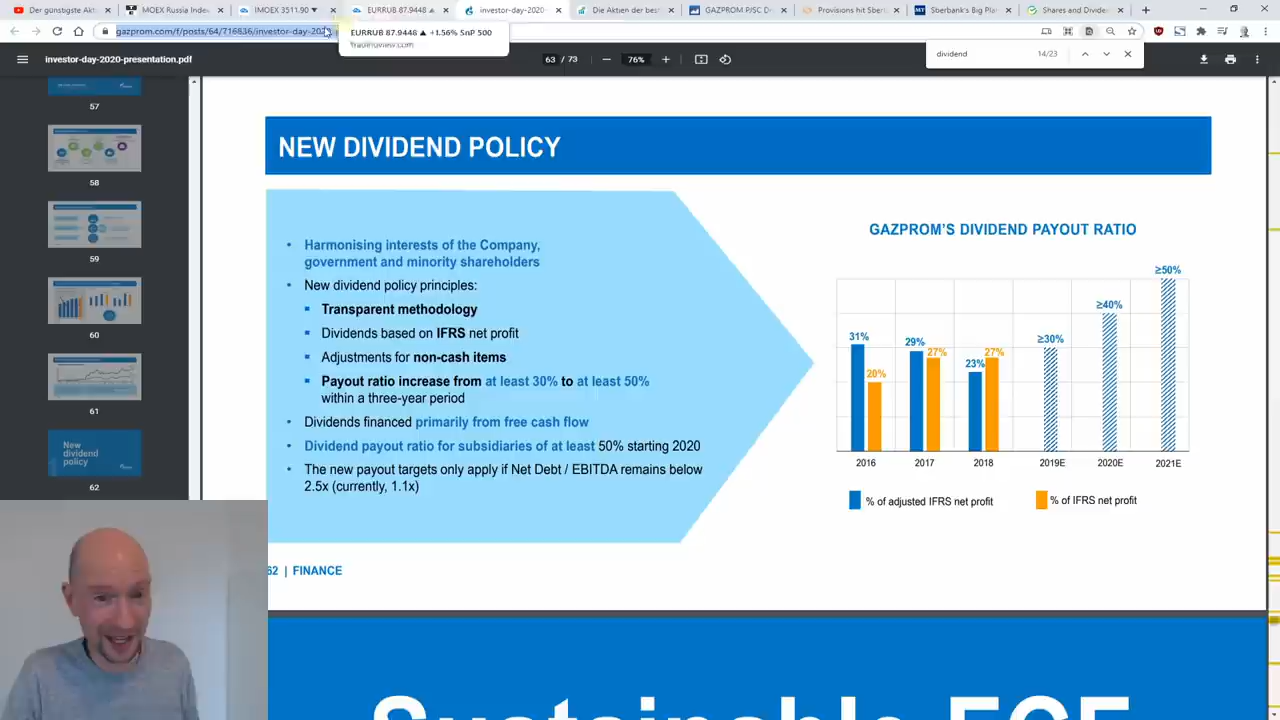 Der günstigste Akt
MOEX Russia Inde
IMOEX 3511.90 ▼
EURRUB 87.9448 ▲
investor-day-2020-
Die Aktien der best
GAZPROM PJSC D
Provisions hit Sbert
Sberbank's Big Pla
Shares and Divide
gazprom.com/f/posts/64/716836/investor-day-202
EURRUB 87.9448 ▲ +1.56% SnP 500
tradingview.com
dividend
14/23
investor-day-2020-presentation.pdf
63 / 73
76%
57
58
59
60
61
New
dividend
policy
62
NEW DIVIDEND POLICY
• Harmonising interests of the Company,
government and minority shareholders
• New dividend policy principles:
▪ Transparent methodology
▪ Dividends based on IFRS net profit
▪ Adjustments for non-cash items
▪ Payout ratio increase from at least 30% to at least 50%
within a three-year period
• Dividends financed primarily from free cash flow
• Dividend payout ratio for subsidiaries of at least 50% starting 2020
• The new payout targets only apply if Net Debt / EBITDA remains below
2.5x (currently, 1.1x)
GAZPROM'S DIVIDEND PAYOUT RATIO
31%
20%
29%
27%
23%
27%
≥30%
≥40%
≥50%
2016
2017
2018
2019E
2020E
2021E
% of adjusted IFRS net profit
% of IFRS net profit
62 | FINANCE
Sustainable FCF